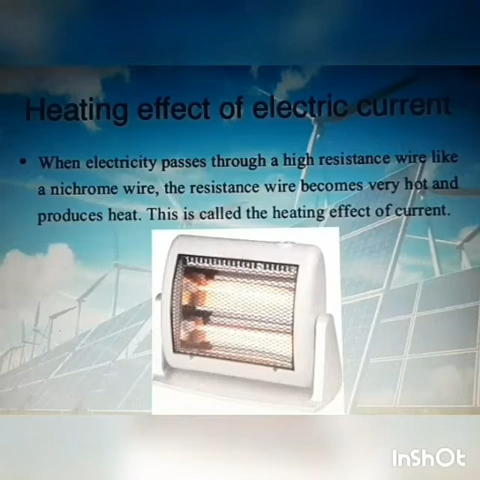 Heating effect of electric current
• When electricity passes through a high resistance wire like
a nichrome wire, the resistance wire becomes very hot and
produces heat. This is called the heating effect of current.
InShOt